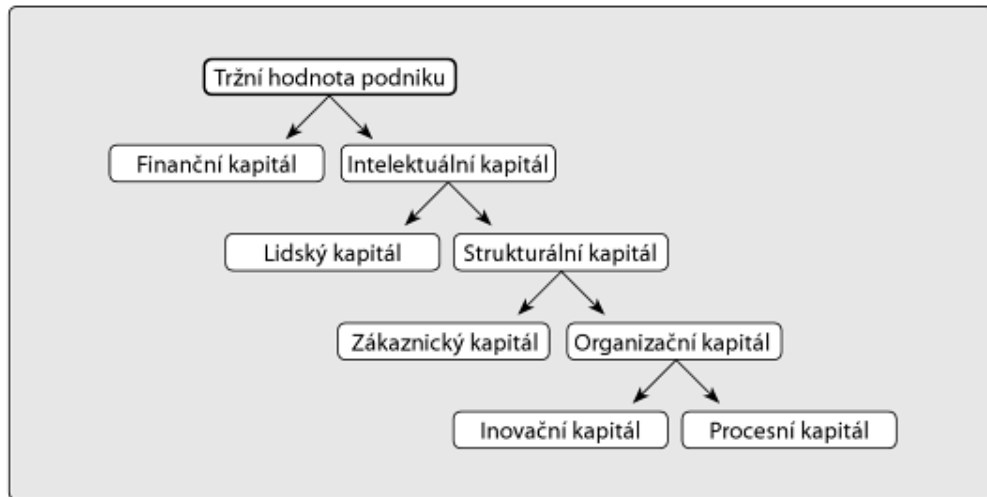 Tržní hodnota podniku
Finanční kapitál
Intelektuální kapitál
Lidský kapitál
Strukturální kapitál
Zákaznický kapitál
Organizační kapitál
Inovační kapitál
Procesní kapitál